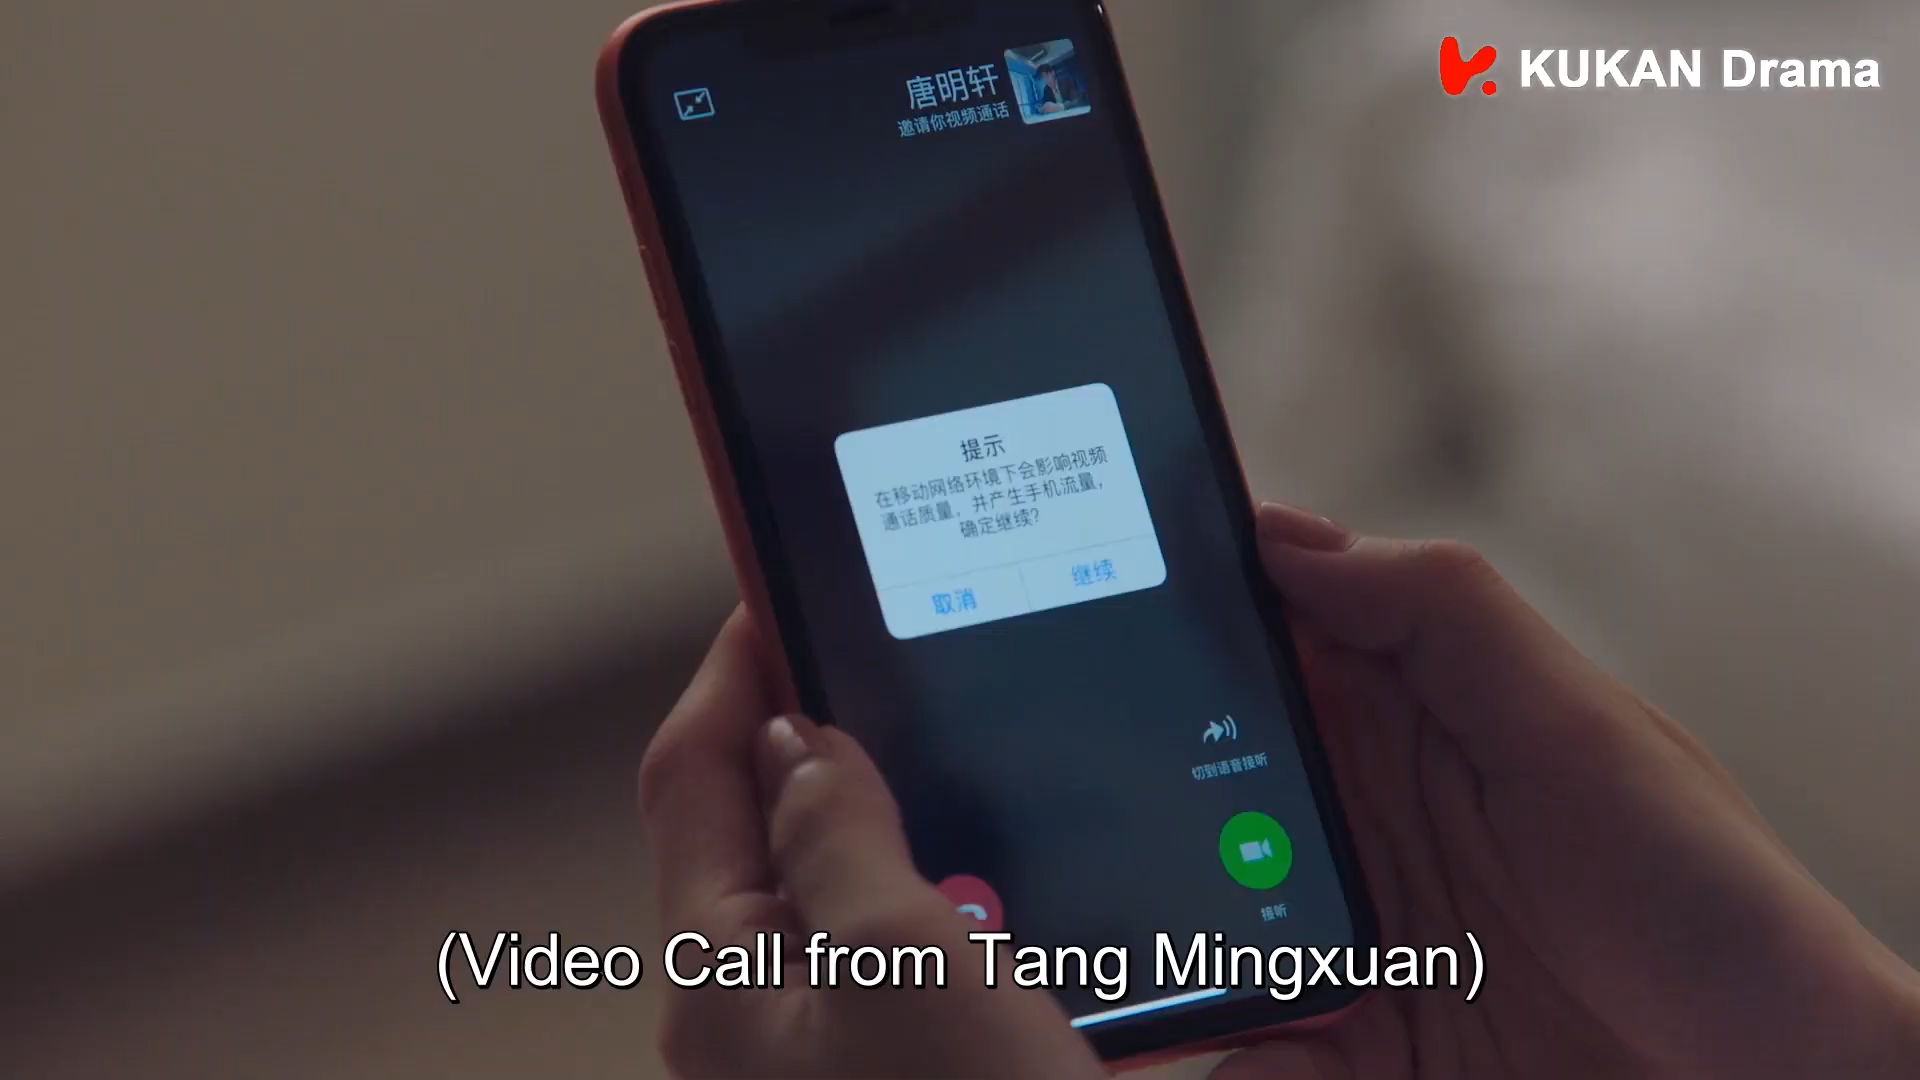 KUKAN Drama
唐明轩
邀请你视频通话
提示
在移动网络环境下会影响视频
通话质量，并产生手机流量，
确定继续？
取消
继续
切到语音接听
接听
(Video Call from Tang Mingxuan)